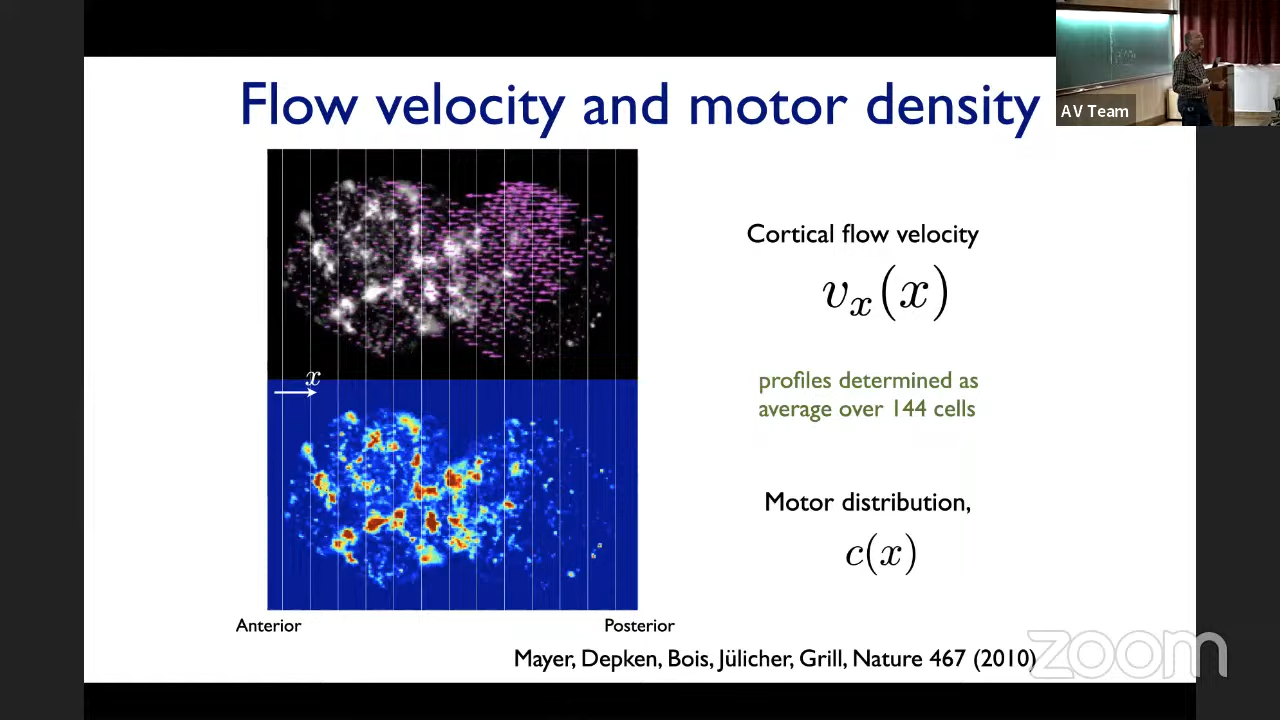 Flow velocity and motor density
AV Team
Cortical flow velocity
v_x(x)
profiles determined as
average over 144 cells
x
Motor distribution,
c(x)
Anterior
Posterior
Mayer, Depken, Bois, Jülicher, Grill, Nature 467 (2010)
zoom